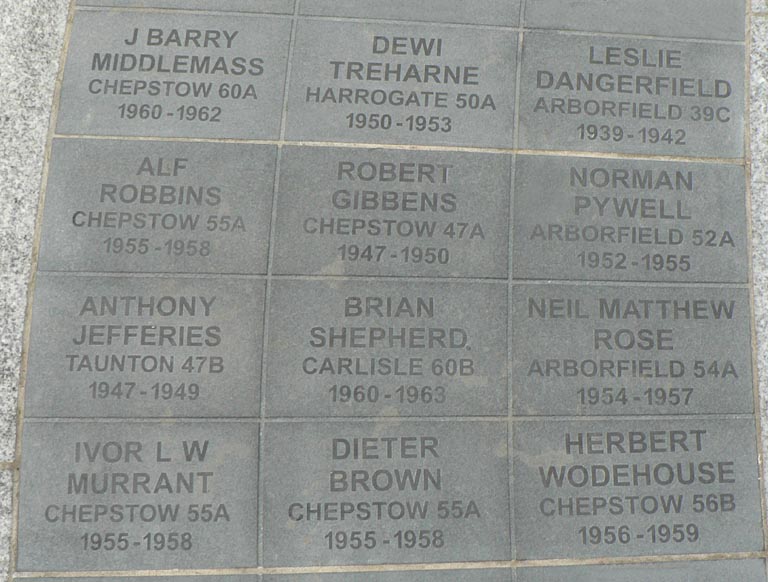 J BARRY
MIDDLEMASS
CHEPSTOW 60A
1960-1962
DEWI
TREHARNE
HARROGATE 50A
1950-1953
LESLIE
DANGERFIELD
ARBORFIELD 39C
1939-1942
ALF
ROBBINS
CHEPSTOW 55A
1955-1958
ROBERT
GIBBENS
CHEPSTOW 47A
1947-1950
NORMAN
PYWELL
ARBORFIELD 52A
1952-1955
ANTHONY
JEFFERIES
TAUNTON 47B
1947-1949
BRIAN
SHEPHERD
CARLISLE 60B
1960-1963
NEIL MATTHEW
ROSE
ARBORFIELD 54A
1954-1957
IVOR L W
MURRANT
CHEPSTOW 55A
1955-1958
DIETER
BROWN
CHEPSTOW 55A
1955-1958
HERBERT
WODEHOUSE
CHEPSTOW 56B
1956-1959